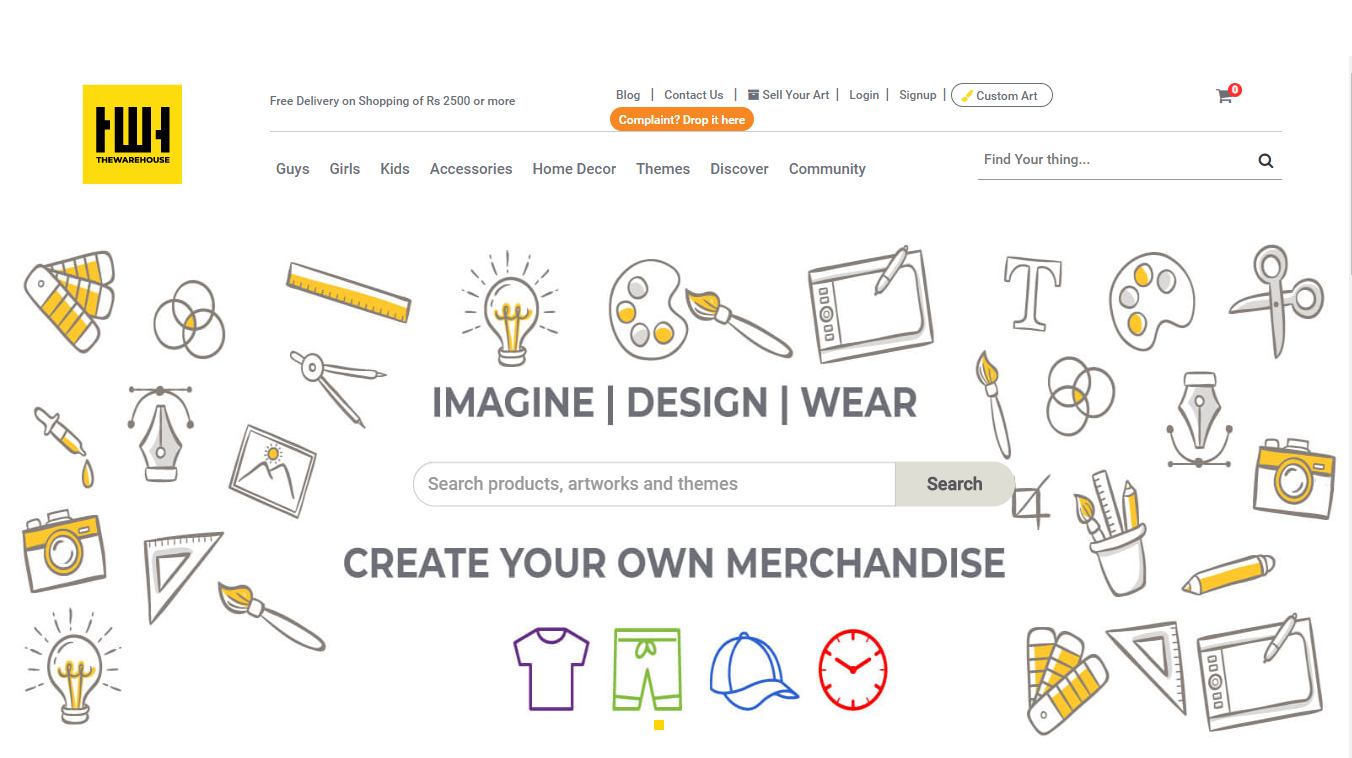 THEWAREHOUSE
Free Delivery on Shopping of Rs 2500 or more
Blog | Contact Us | Sell Your Art | Login | Signup | Custom Art
0
Complaint? Drop it here
Guys Girls Kids Accessories Home Decor Themes Discover Community
Find Your thing...
T
IMAGINE | DESIGN | WEAR
Search products, artworks and themes Search
CREATE YOUR OWN MERCHANDISE